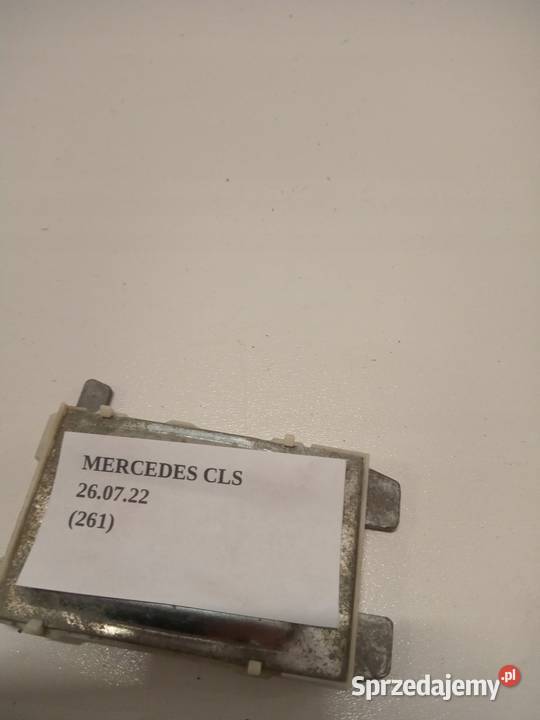 MERCEDES CLS
26.07.22
(261)
Sprzedajemy.pl